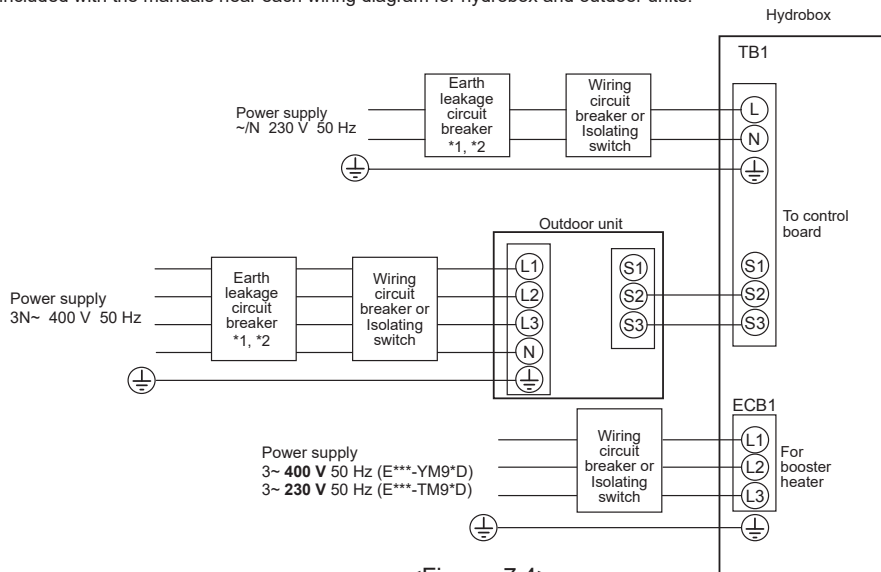 included with the manuals near each wiring diagram for hydrobox and outdoor units.
Hydrobox
TB1
Earth
leakage
circuit
breaker
*1, *2
Wiring
circuit
breaker or
Isolating
switch
Power supply
~/N 230 V 50 Hz
L
N
To control
board
Outdoor unit
S1
S2
S3
Power supply
3N~ 400 V 50 Hz
Earth
leakage
circuit
breaker
*1, *2
Wiring
circuit
breaker or
Isolating
switch
L1
L2
L3
N
S1
S2
S3
ECB1
Power supply
3~ 400 V 50 Hz (E***-YM9*D)
3~ 230 V 50 Hz (E***-TM9*D)
Wiring
circuit
breaker or
Isolating
switch
L1
L2
L3
For
booster
heater